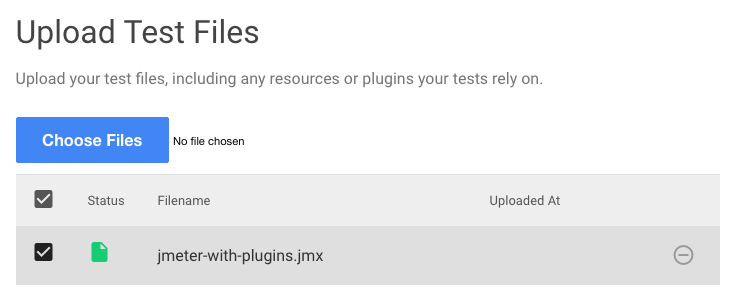 Upload Test Files
Upload your test files, including any resources or plugins your tests rely on.
Choose Files No file chosen
Status Filename Uploaded At
jmeter-with-plugins.jmx